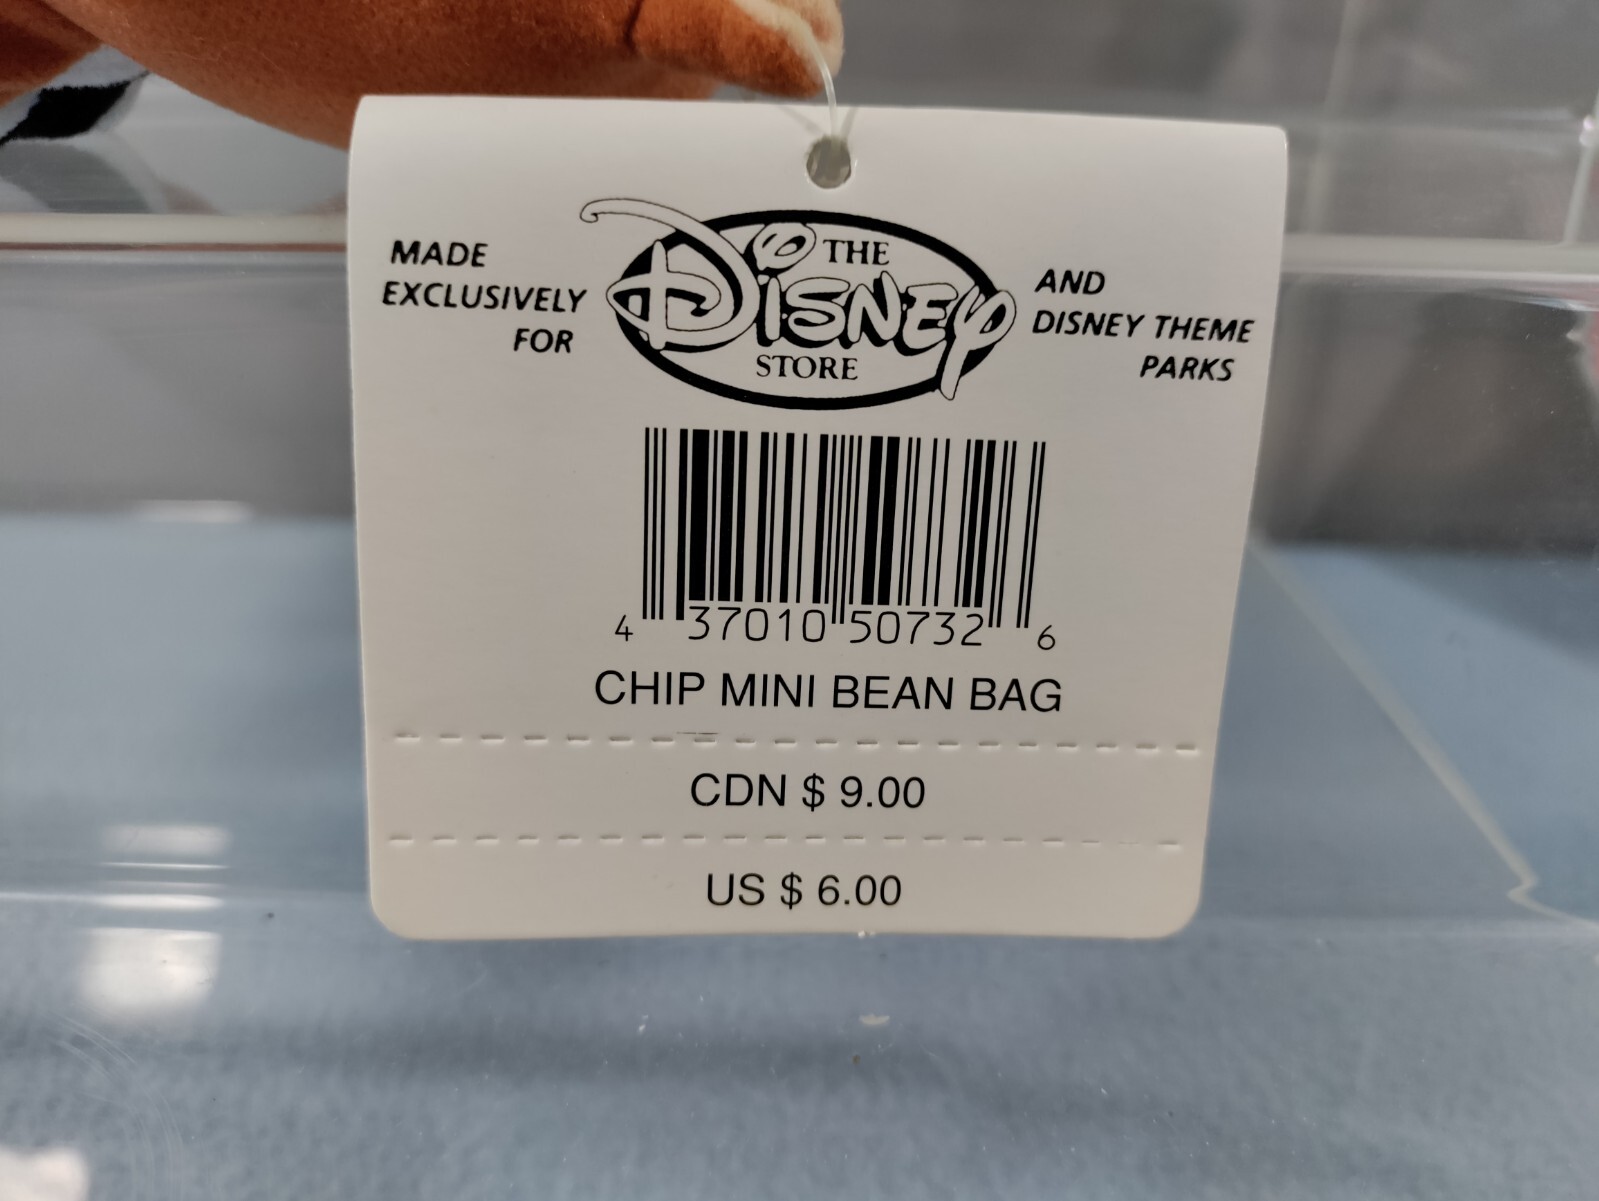 MADE
EXCLUSIVELY
FOR
THE
DISNEY
STORE
AND
DISNEY THEME
PARKS
4 37010 50732 6
CHIP MINI BEAN BAG
CDN $ 9.00
US $ 6.00